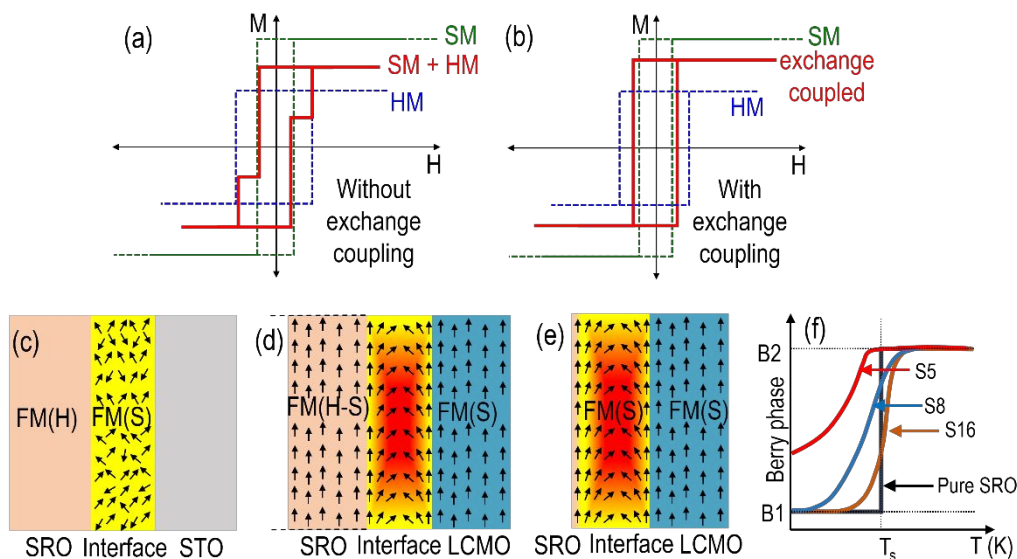 (a)
M
SM
SM + HM
HM
H
Without
exchange
coupling
(b)
M
SM
exchange
coupled
HM
H
With
exchange
coupling
(c)
FM(H)
FM(S)
SRO Interface STO
(d)
FM(H-S)
FM(S)
SRO Interface LCMO
(e)
FM(S)
FM(S)
SRO Interface LCMO
(f)
Berry phase
B2
B1
S5
S8
S16
Pure SRO
Ts
T (K)